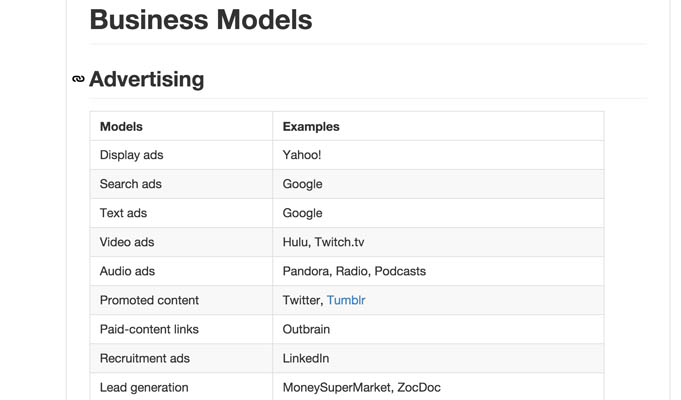 Business Models
Advertising
Models Examples
Display ads Yahoo!
Search ads Google
Text ads Google
Video ads Hulu, Twitch.tv
Audio ads Pandora, Radio, Podcasts
Promoted content Twitter, Tumblr
Paid-content links Outbrain
Recruitment ads LinkedIn
Lead generation MoneySuperMarket, ZocDoc